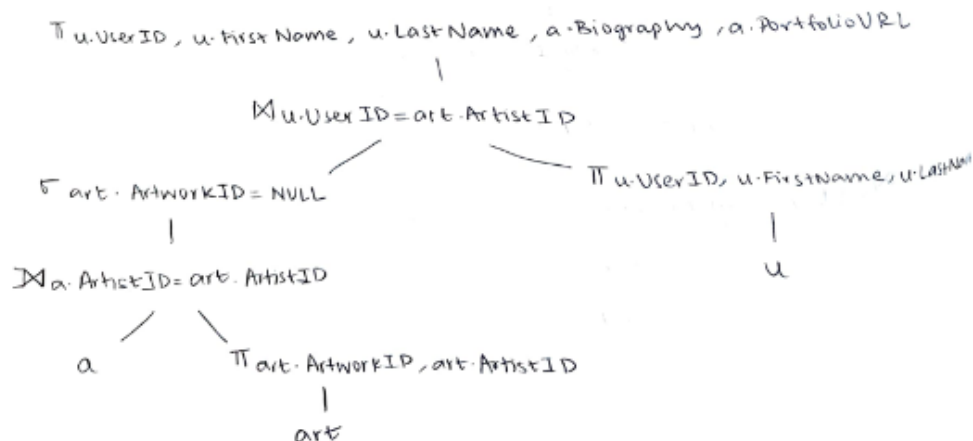 π u.UserID, u.FirstName, u.LastName, a.Biography, a.PortfolioURL
⋈ u.UserID = art.ArtistID
σ art.ArtworkID = NULL
π u.UserID, u.FirstName, u.LastName
u
⟕ a.ArtistID = art.ArtistID
a
π art.ArtworkID, art.ArtistID
art